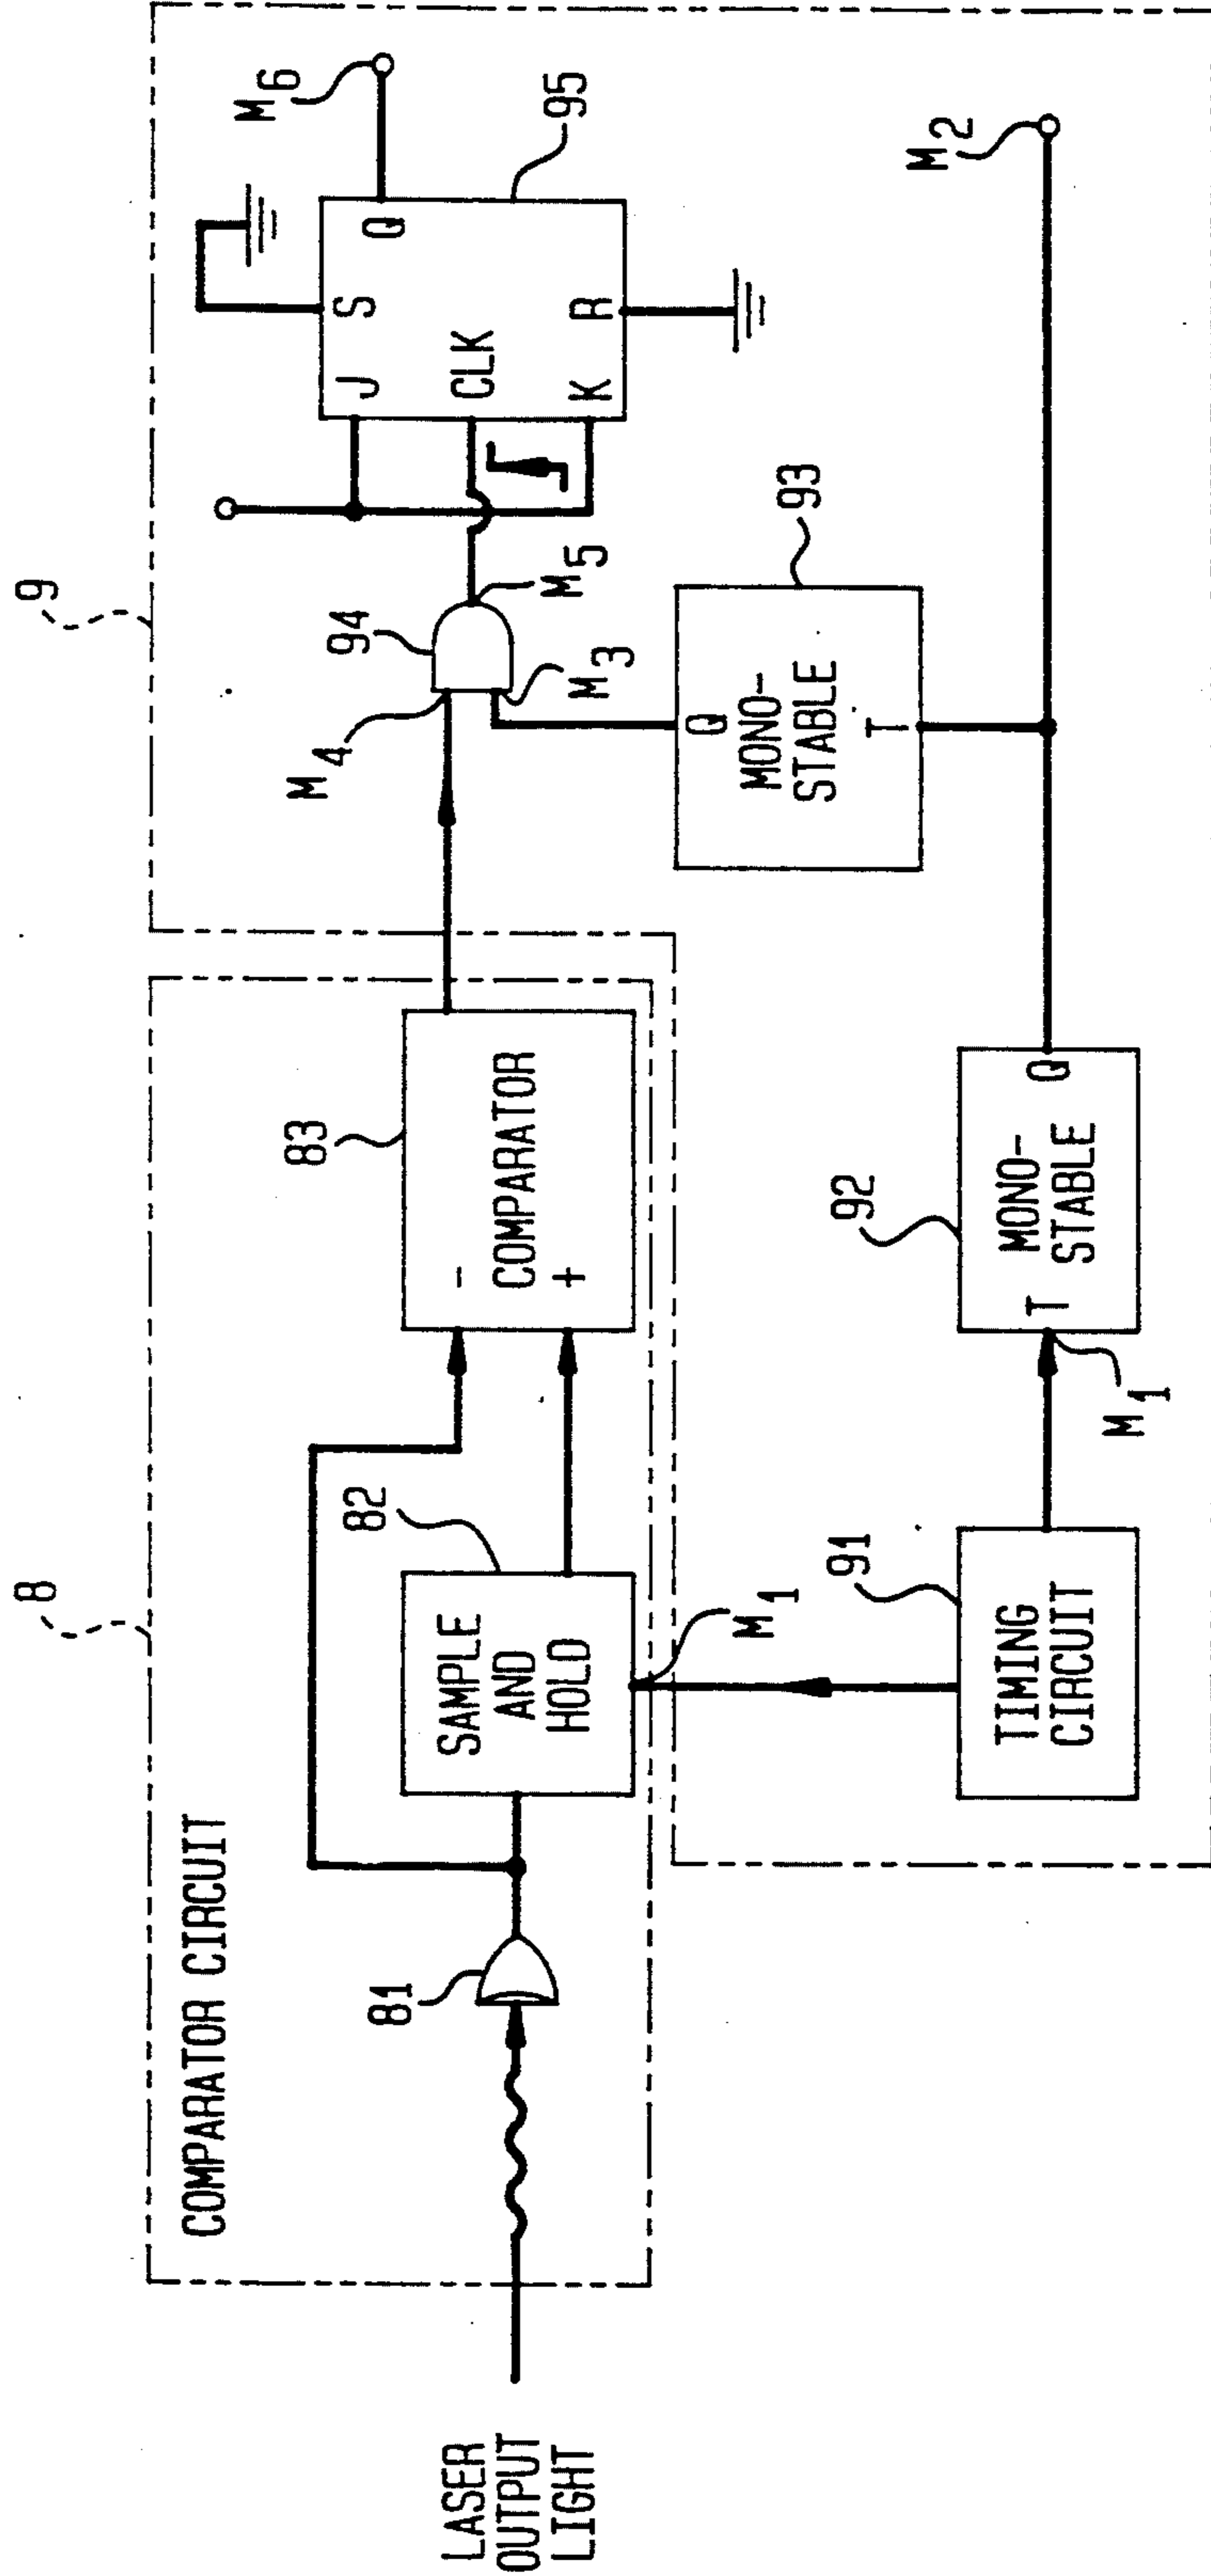 8
9
COMPARATOR CIRCUIT
LASER
OUTPUT
LIGHT
81
SAMPLE
AND
HOLD
82
M1
-
COMPARATOR
+
83
M4
94
M3
M5
J
S
Q
CLK
K
R
M6
95
Q
MONO-
STABLE
T
93
TIMING
CIRCUIT
91
M1
T
MONO-
STABLE
Q
92
M2